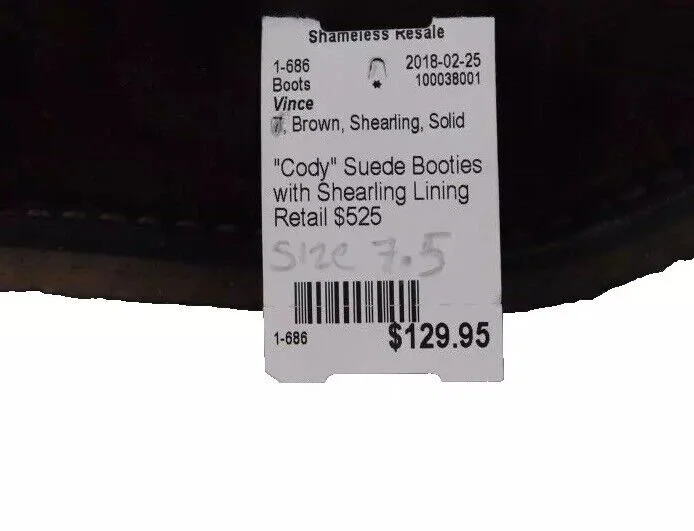 Shameless Resale
1-686 2018-02-25
Boots 100038001
Vince
7, Brown, Shearling, Solid
"Cody" Suede Booties
with Shearling Lining
Retail $525
Size 7.5
1-686 $129.95